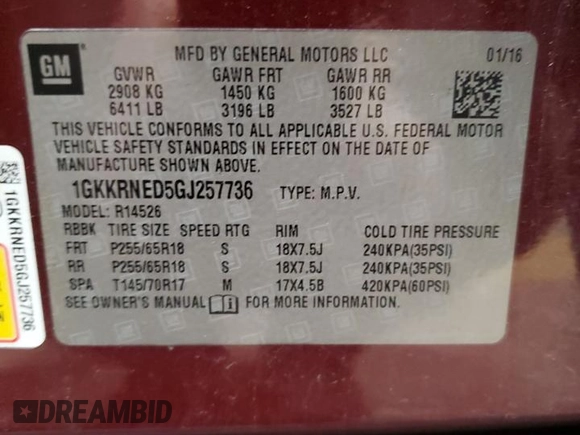 GM
MFD BY GENERAL MOTORS LLC 01/16
GVWR GAWR FRT GAWR RR
2908 KG 1450 KG 1600 KG
6411 LB 3196 LB 3527 LB
THIS VEHICLE CONFORMS TO ALL APPLICABLE U.S. FEDERAL MOTOR
VEHICLE SAFETY STANDARDS IN EFFECT ON THE DATE OF
MANUFACTURE SHOWN ABOVE.
1GKKRNED5GJ257736 TYPE: M.P.V.
MODEL: R14526
RBBK TIRE SIZE SPEED RTG RIM COLD TIRE PRESSURE
FRT P255/65R18 S 18X7.5J 240KPA(35PSI)
RR P255/65R18 S 18X7.5J 240KPA(35PSI)
SPA T145/70R17 M 17X4.5B 420KPA(60PSI)
SEE OWNER'S MANUAL i FOR MORE INFORMATION.
1GKKRNED5GJ257736
DREAMBID